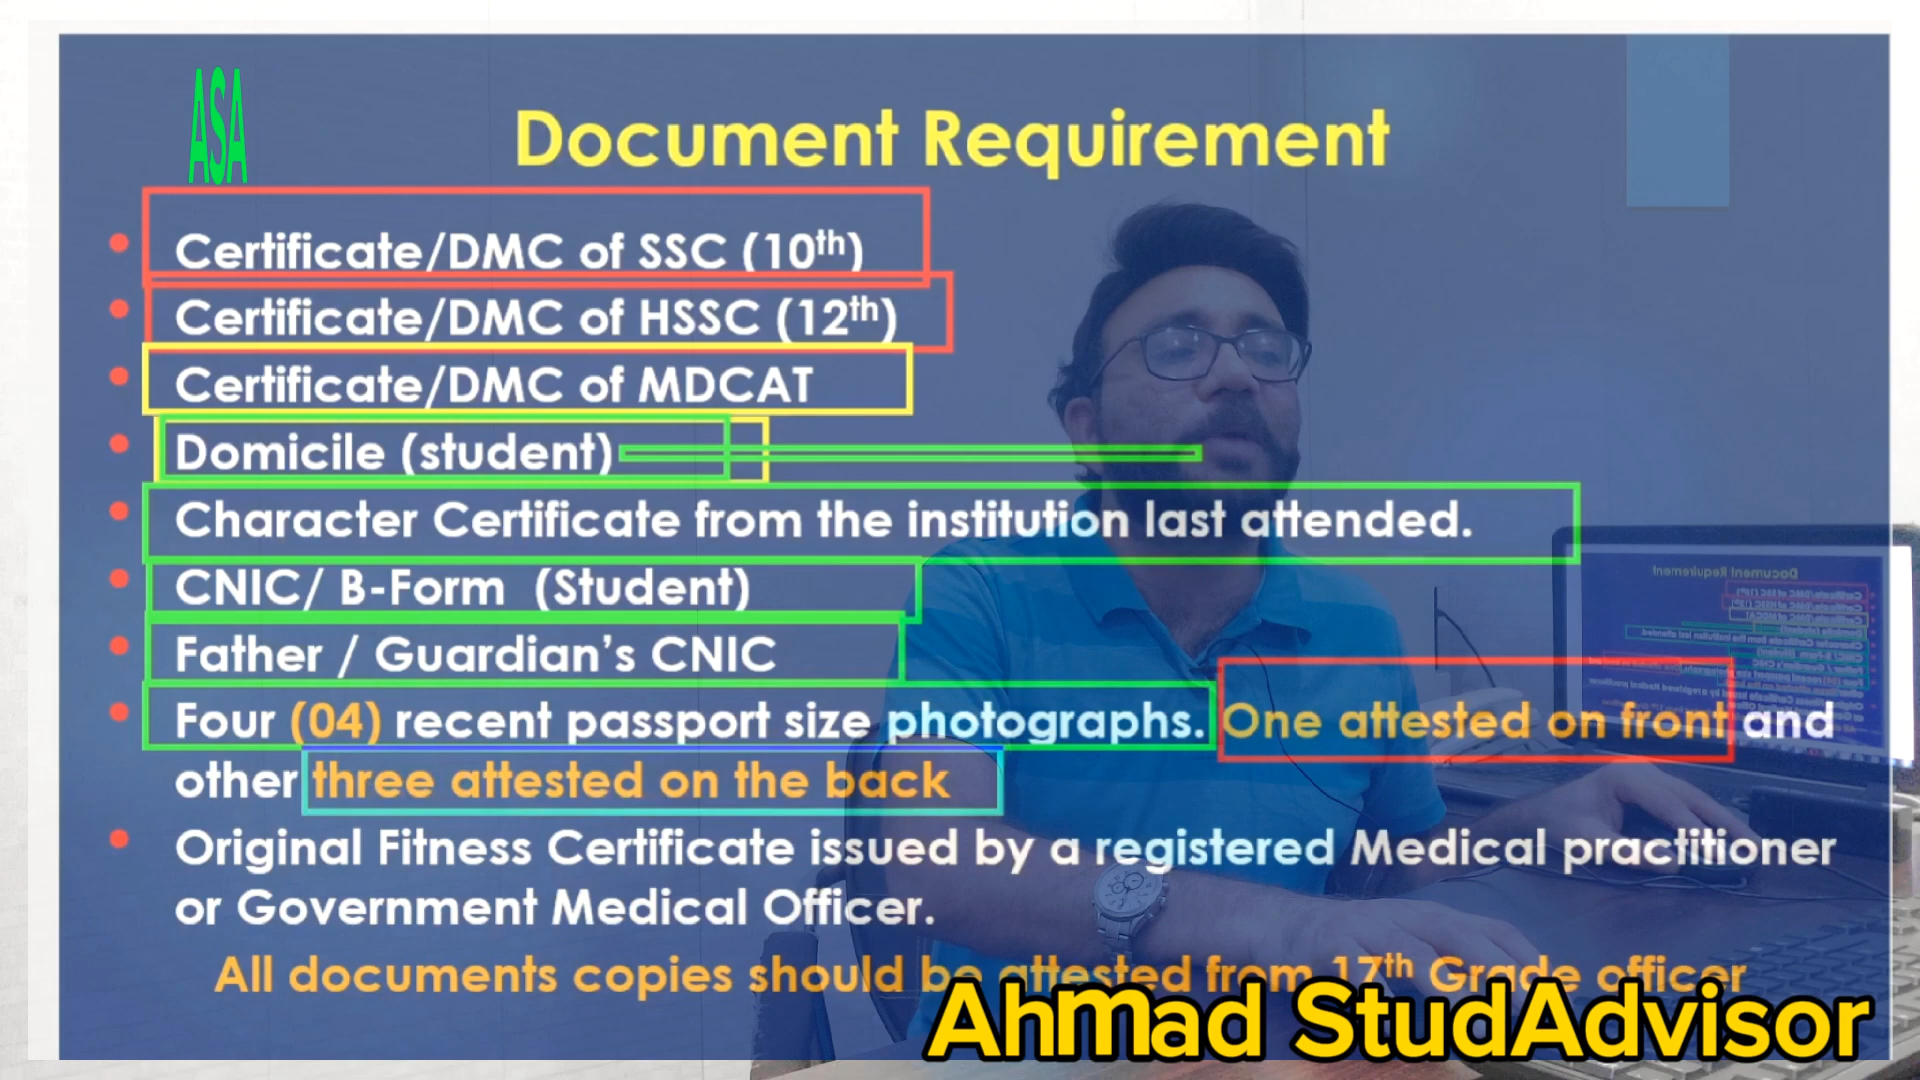 ASA
Document Requirement
• Certificate/DMC of SSC (10th)
• Certificate/DMC of HSSC (12th)
• Certificate/DMC of MDCAT
• Domicile (student)
• Character Certificate from the institution last attended.
• CNIC/ B-Form (Student)
• Father / Guardian’s CNIC
• Four (04) recent passport size photographs. One attested on front and
other three attested on the back
• Original Fitness Certificate issued by a registered Medical practitioner
or Government Medical Officer.
All documents copies should be attested from 17th Grade officer
Ahmad StudAdvisor